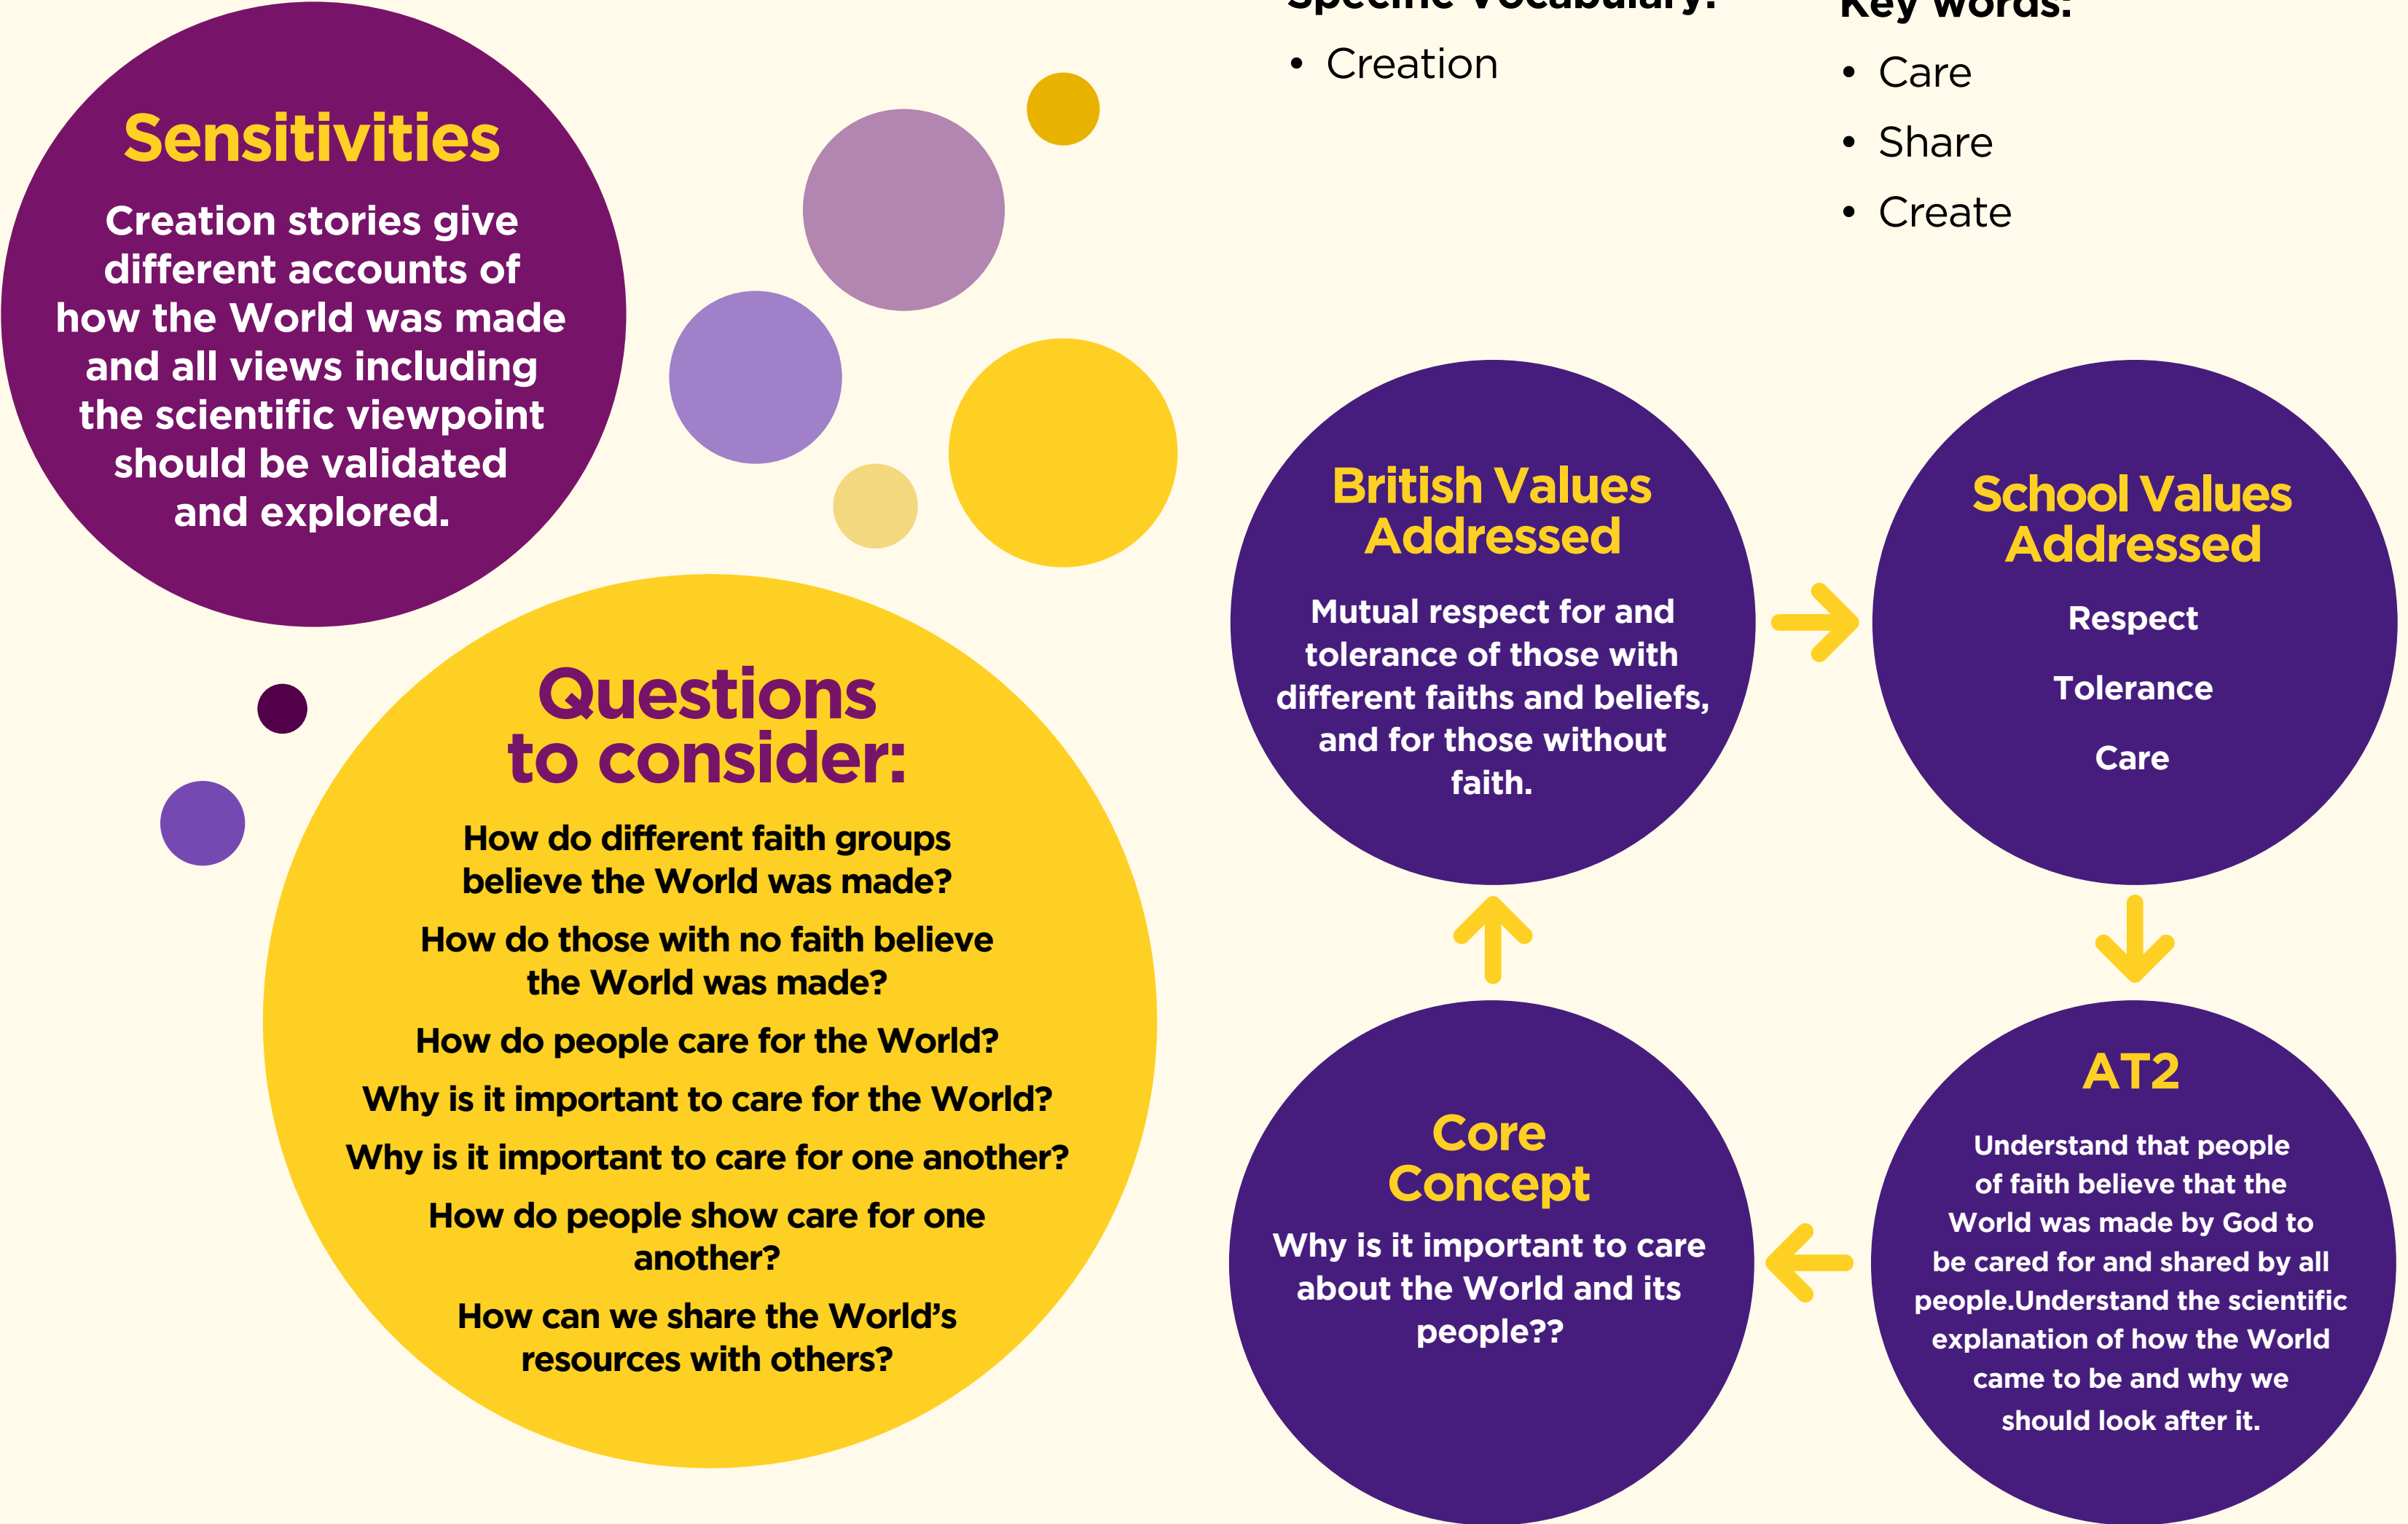 Sensitivities
Creation stories give
different accounts of
how the World was made
and all views including
the scientific viewpoint
should be validated
and explored.
Questions
to consider:
How do different faith groups
believe the World was made?
How do those with no faith believe
the World was made?
How do people care for the World?
Why is it important to care for the World?
Why is it important to care for one another?
How do people show care for one
another?
How can we share the World’s
resources with others?
Specific Vocabulary:
• Creation
Key words:
• Care
• Share
• Create
British Values
Addressed
Mutual respect for and
tolerance of those with
different faiths and beliefs,
and for those without
faith.
School Values
Addressed
Respect
Tolerance
Care
AT2
Understand that people
of faith believe that the
World was made by God to
be cared for and shared by all
people.Understand the scientific
explanation of how the World
came to be and why we
should look after it.
Core
Concept
Why is it important to care
about the World and its
people??